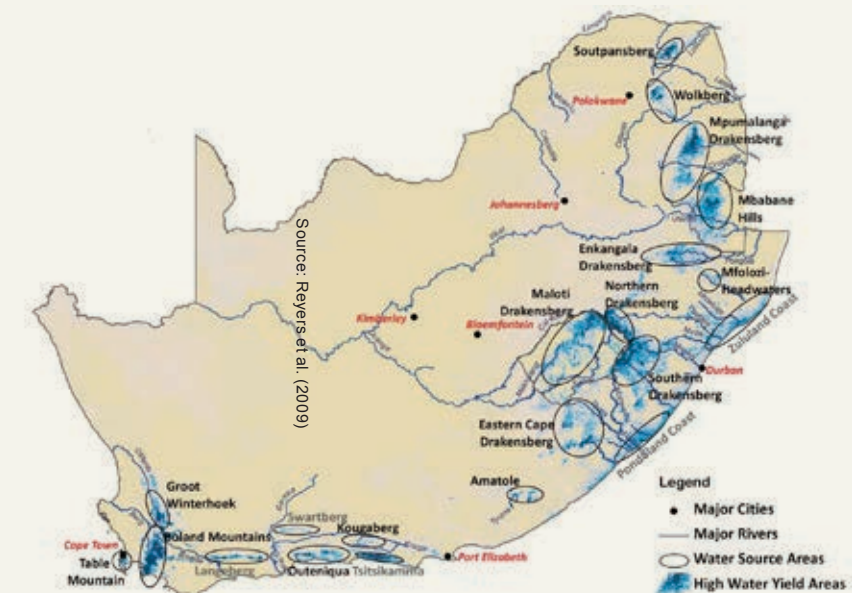 Soutpansberg
Polokwane
Wolkberg
Mpumalanga
Drakensberg
Johannesberg
Mbabane
Hills
Enkangala
Drakensberg
Mfolozi-
Headwaters
Northern
Drakensberg
Maloti
Drakensberg
Zululand Coast
Kimberley
Bloemfontein
Vaal
Durban
Southern
Drakensberg
Eastern Cape
Drakensberg
Pondoland Coast
Source: Reyers et al. (2009)
Amatole
Groot
Winterhoek
Swartberg
Kougaberg
Boland Mountains
Cape Town
Table
Mountain
Langeberg
Outeniqua
Tsitsikamma
Port Elizabeth
Legend
Major Cities
Major Rivers
Water Source Areas
High Water Yield Areas